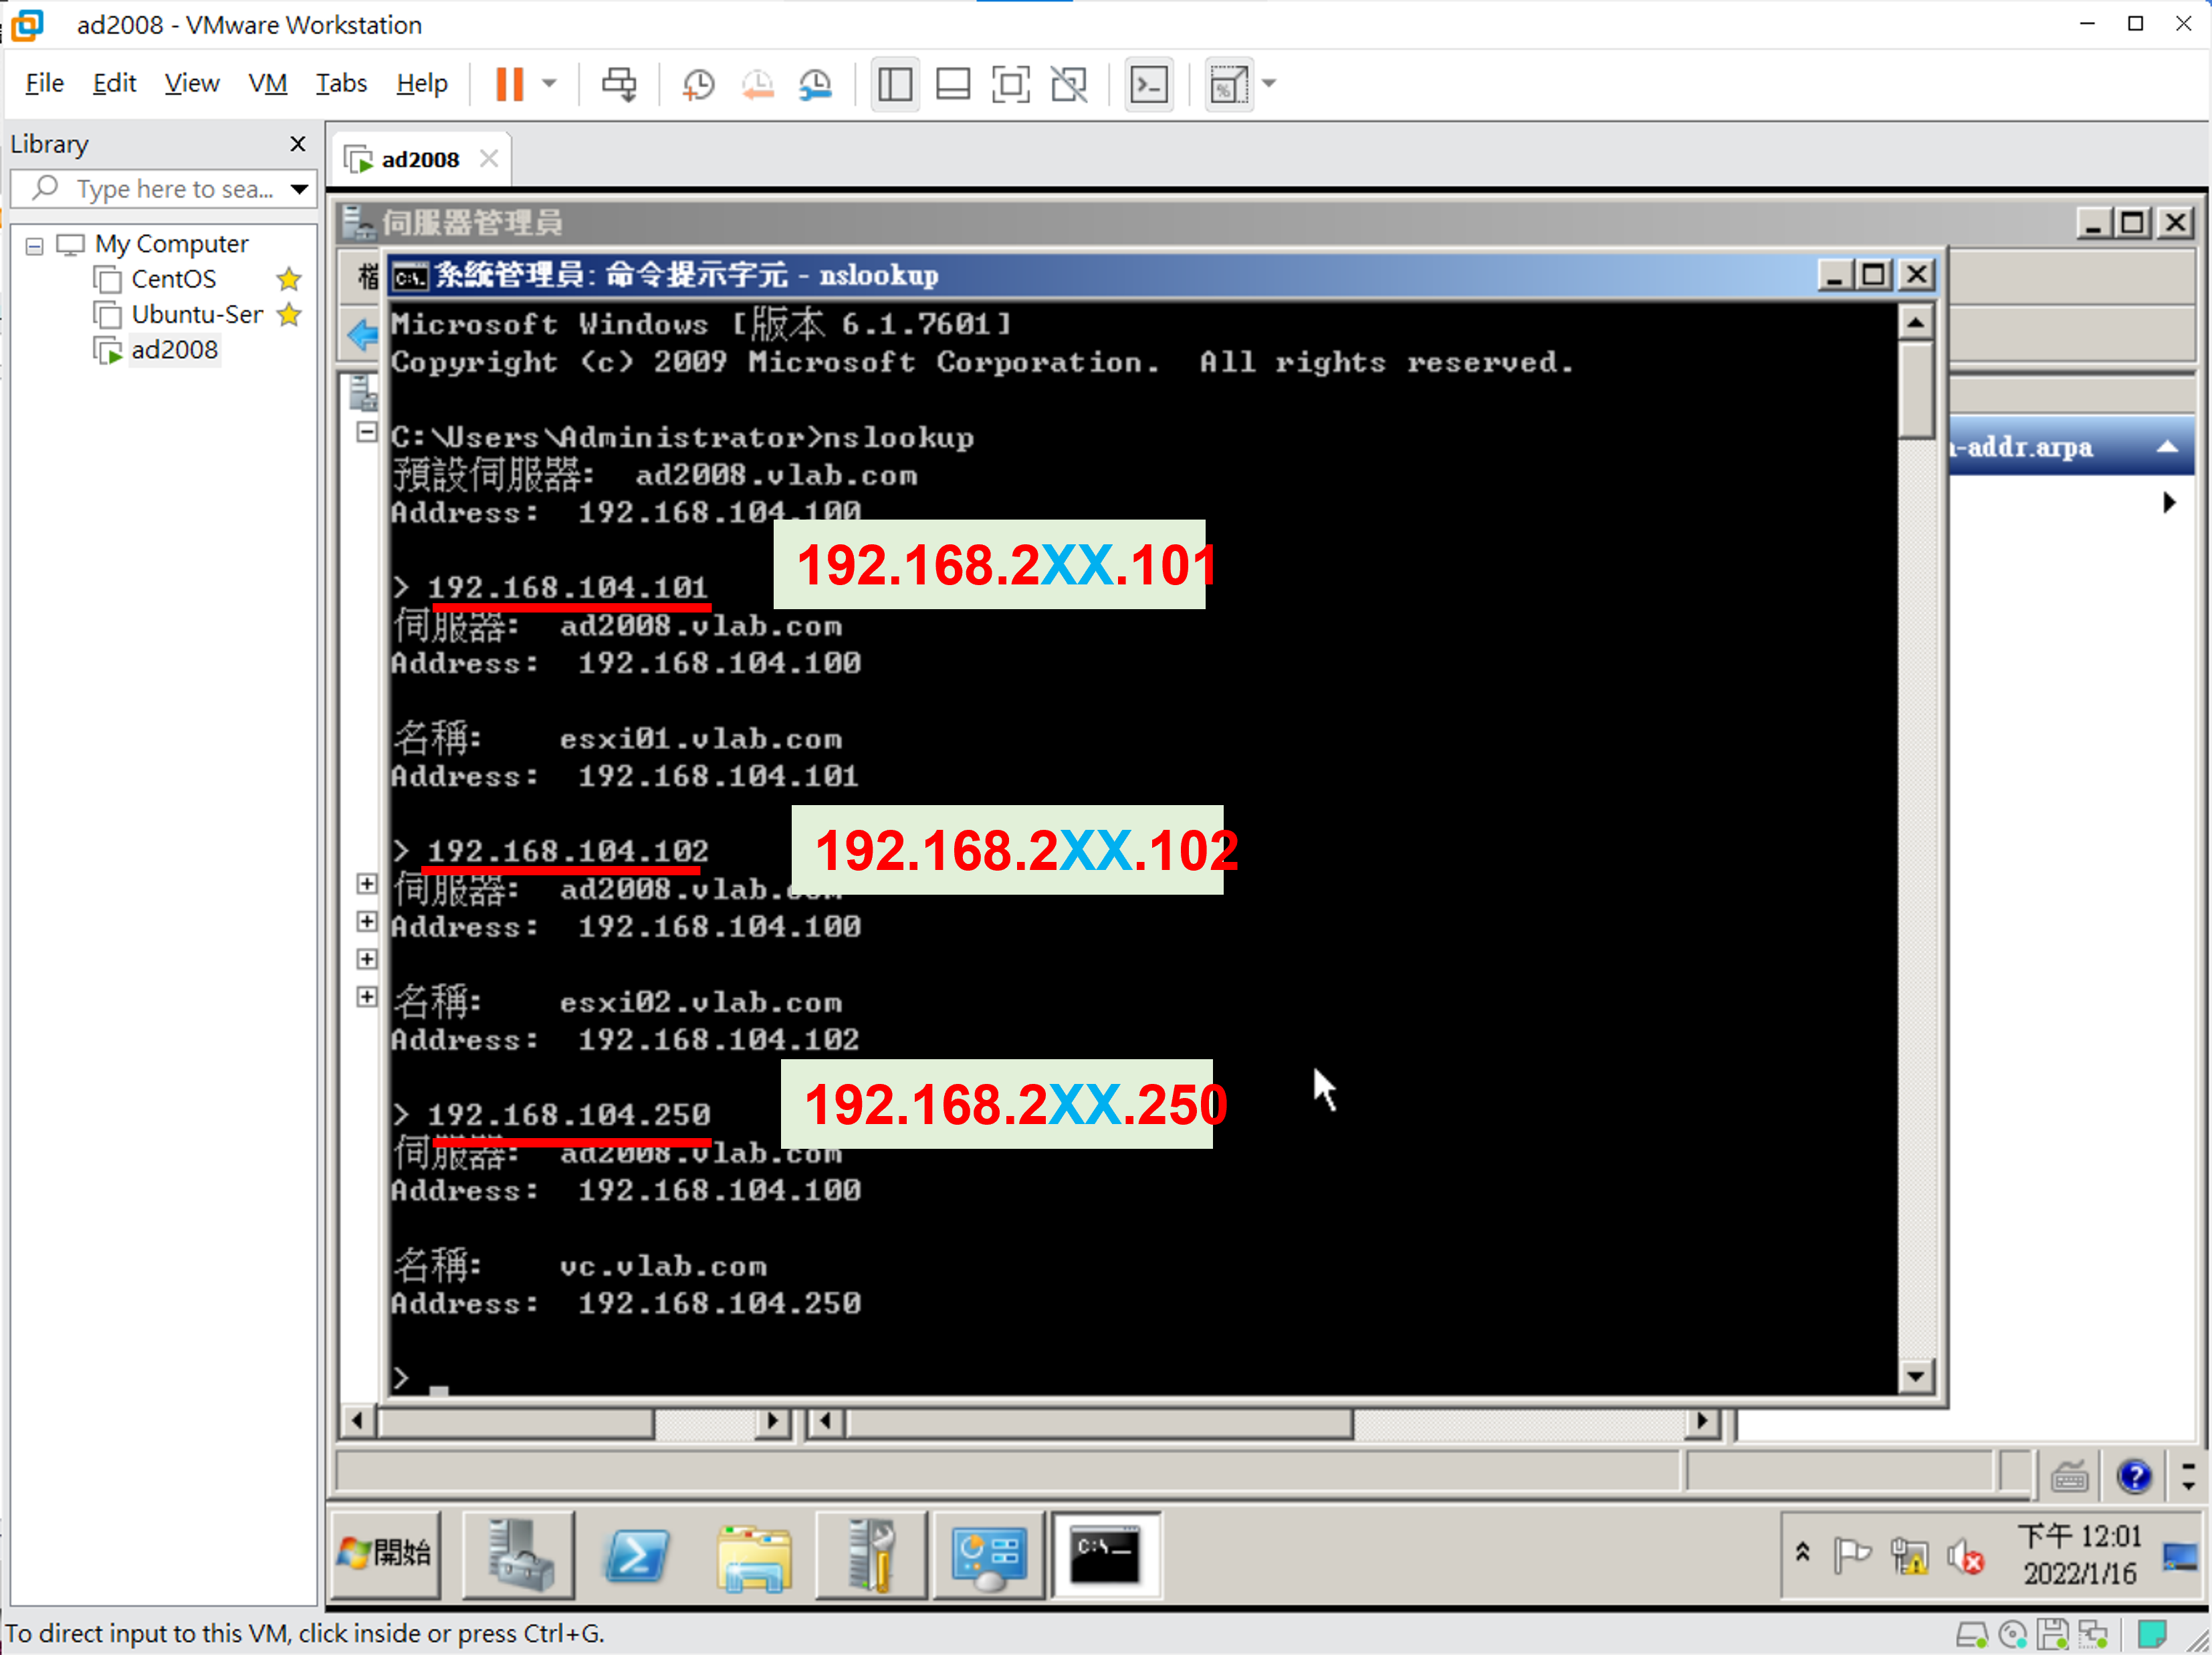 ad2008 - VMware Workstation
File Edit View VM Tabs Help
Library
Type here to sea...
My Computer
CentOS
Ubuntu-Ser
ad2008
ad2008
伺服器管理員
檔
系統管理員: 命令提示字元 - nslookup
Microsoft Windows [版本 6.1.7601]
Copyright (c) 2009 Microsoft Corporation. All rights reserved.
C:\Users\Administrator>nslookup
預設伺服器: ad2008.vlab.com
Address: 192.168.104.100
192.168.2XX.101
> 192.168.104.101
伺服器: ad2008.vlab.com
Address: 192.168.104.100
名稱: esxi01.vlab.com
Address: 192.168.104.101
192.168.2XX.102
> 192.168.104.102
伺服器: ad2008.vlab.com
Address: 192.168.104.100
名稱: esxi02.vlab.com
Address: 192.168.104.102
192.168.2XX.250
> 192.168.104.250
伺服器: ad2008.vlab.com
Address: 192.168.104.100
名稱: vc.vlab.com
Address: 192.168.104.250
>
-addr.arpa
開始
C:\
下午 12:01
2022/1/16
To direct input to this VM, click inside or press Ctrl+G.